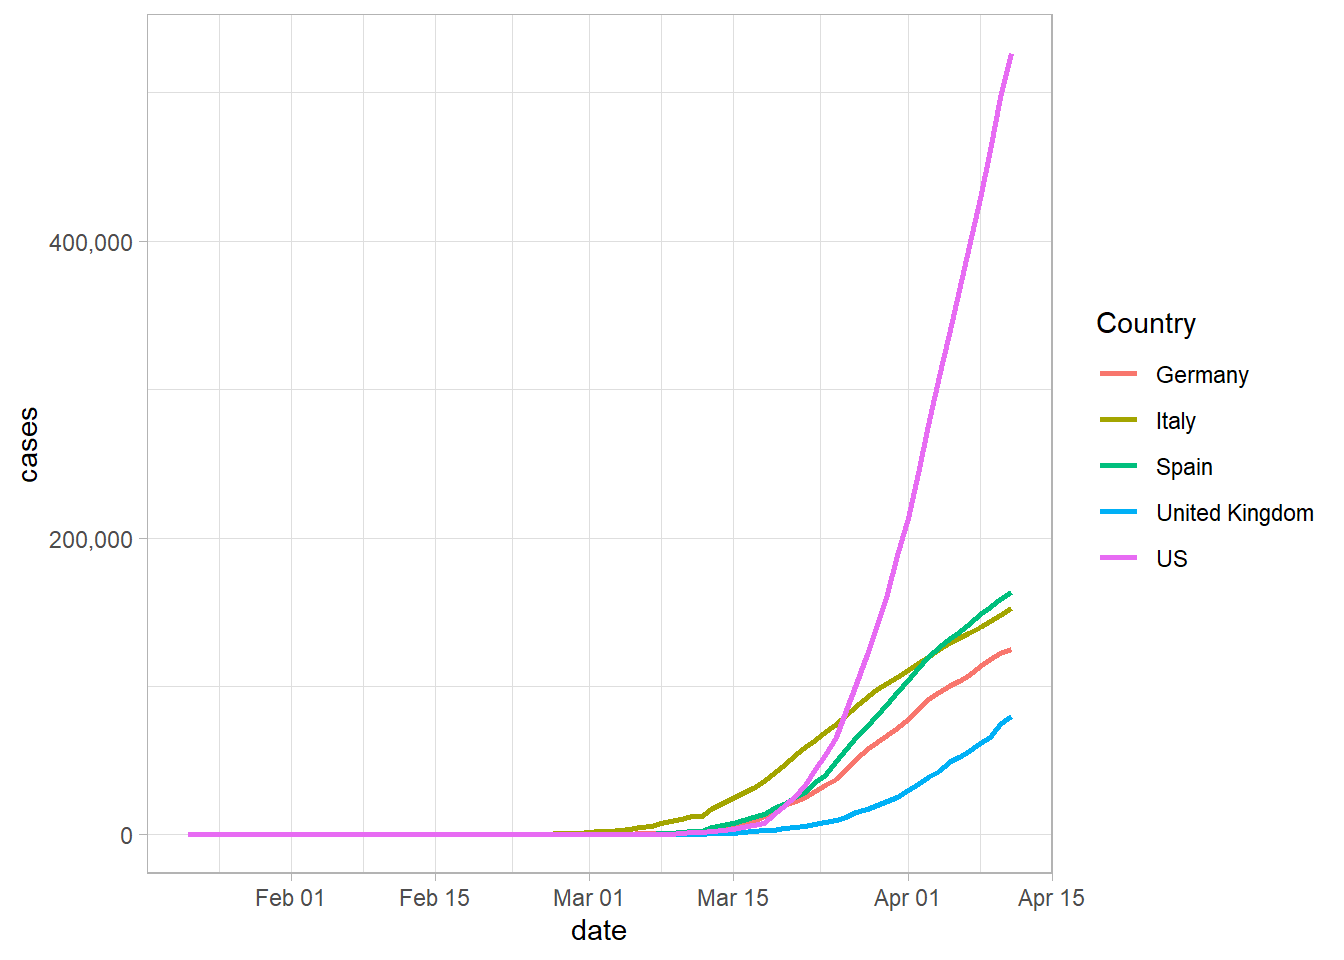 400,000
200,000
0
cases
Feb 01
Feb 15
Mar 01
Mar 15
Apr 01
Apr 15
date
Country
Germany
Italy
Spain
United Kingdom
US